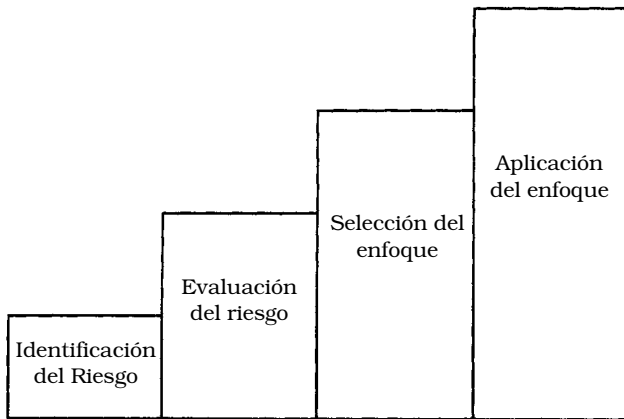 Identificación
del Riesgo
Evaluación
del riesgo
Selección del
enfoque
Aplicación
del enfoque